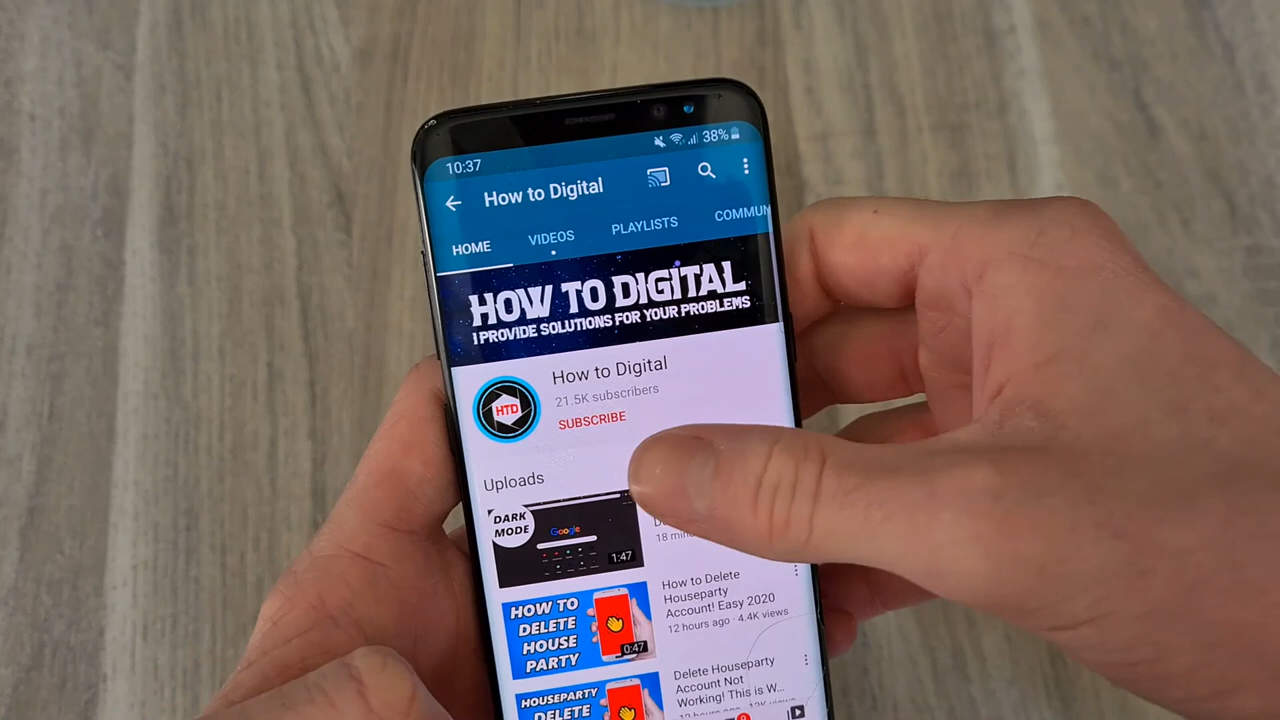 10:37
38%
How to Digital
HOME
VIDEOS
PLAYLISTS
COMMUN
HOW TO DIGITAL
I PROVIDE SOLUTIONS FOR YOUR PROBLEMS
HTD
How to Digital
21.5K subscribers
SUBSCRIBE
Uploads
DARK
MODE
Google
1:47
18 min
HOW TO
DELETE
HOUSE
PARTY
0:47
How to Delete
Houseparty
Account! Easy 2020
12 hours ago · 4.4K views
HOUSEPARTY
DELETE
Delete Houseparty
Account Not
Working! This is W...